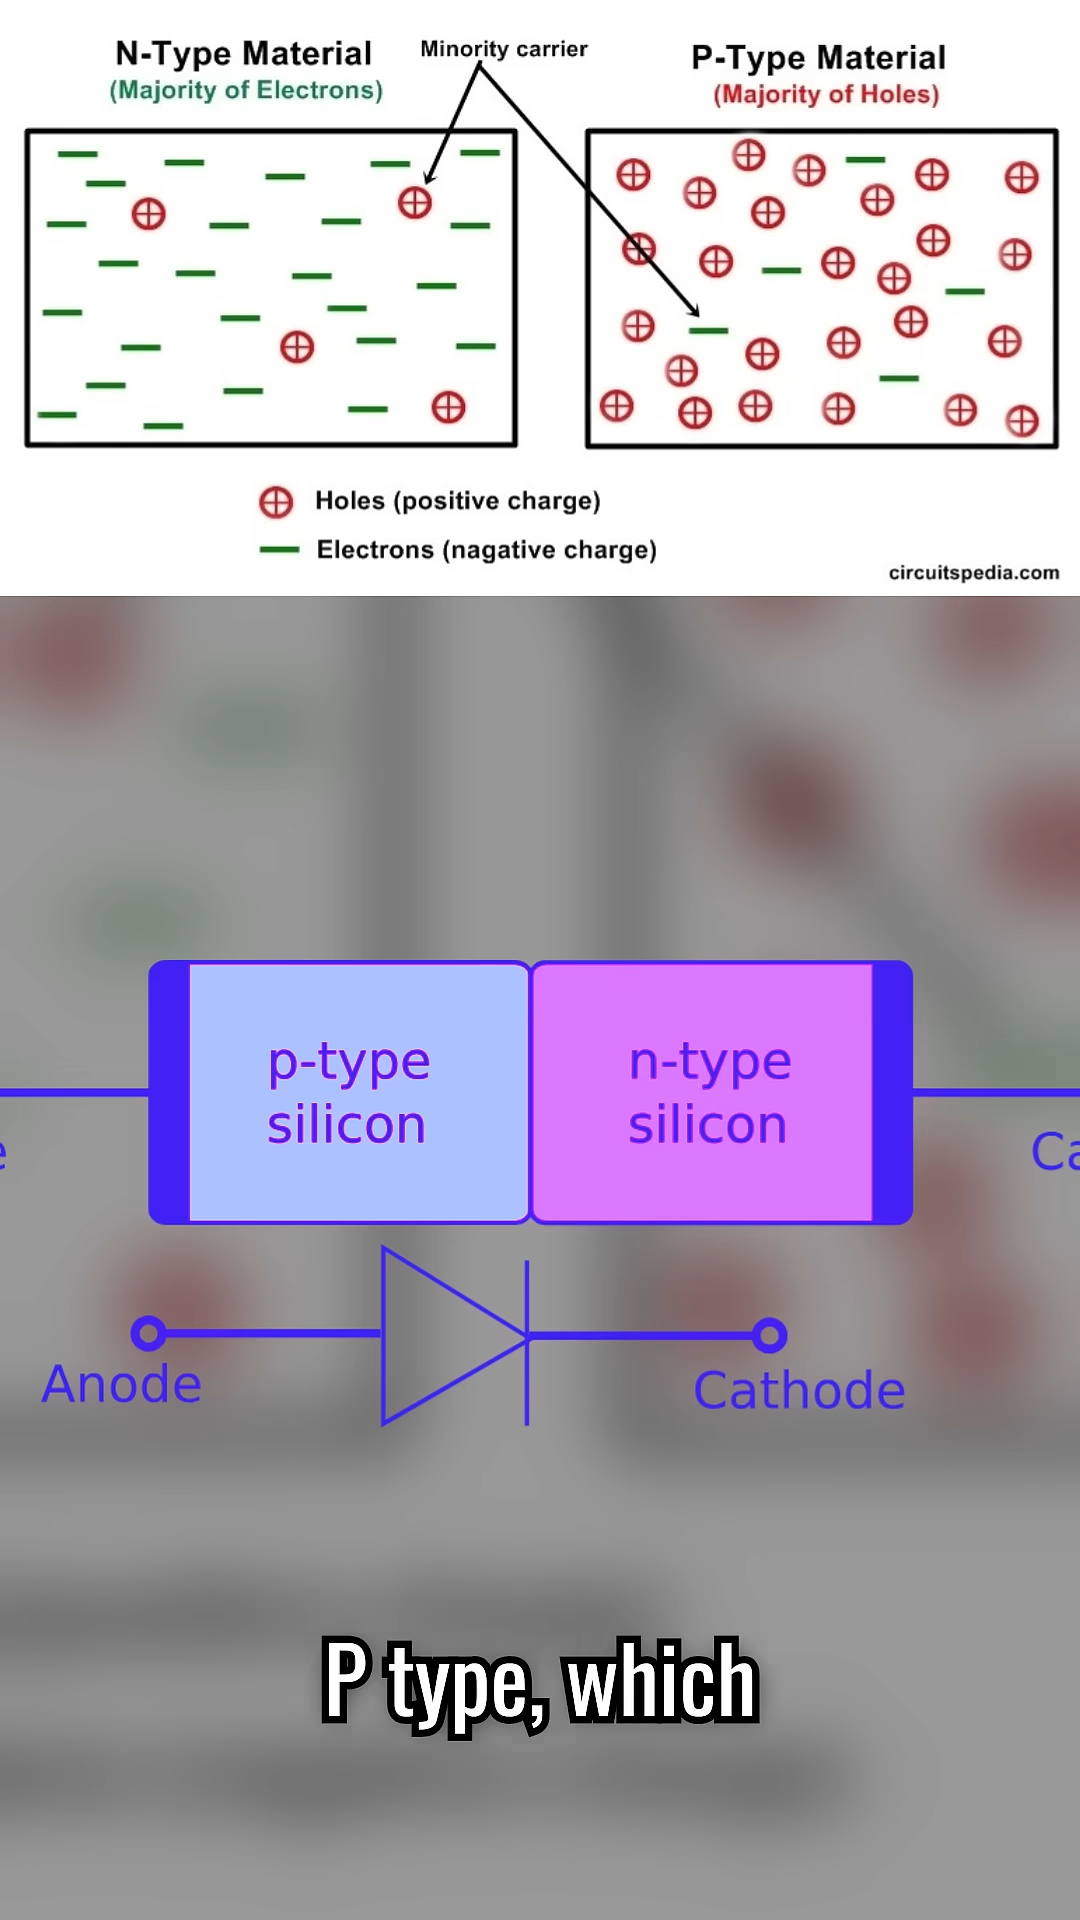 N-Type Material
(Majority of Electrons)
Minority carrier
P-Type Material
(Majority of Holes)
Holes (positive charge)
Electrons (nagative charge)
circuitspedia.com
p-type
silicon
n-type
silicon
e
Ca
Anode
Cathode
P type, which